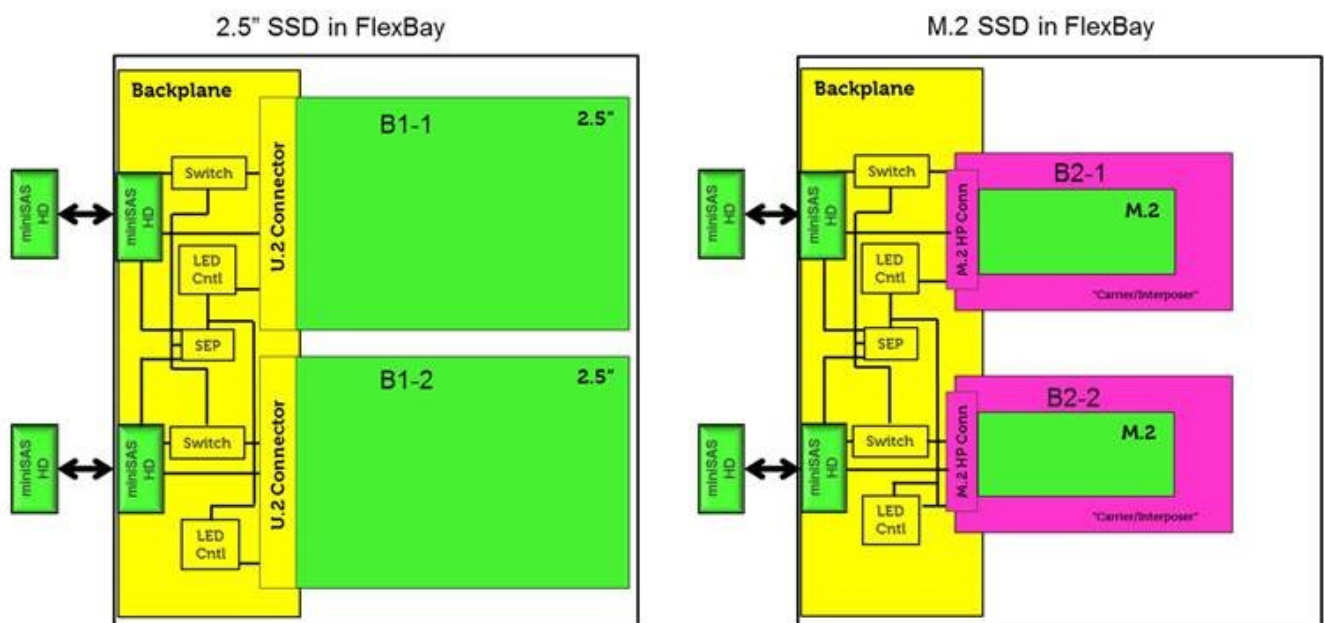 2.5” SSD in FlexBay
Backplane
B1-1
2.5"
U.2 Connector
Switch
miniSAS
HD
miniSAS
HD
LED
Cntl
SEP
B1-2
2.5"
U.2 Connector
Switch
miniSAS
HD
miniSAS
HD
LED
Cntl
M.2 SSD in FlexBay
Backplane
B2-1
M.2
M.2 HP Conn
"Carrier/Interposer"
Switch
miniSAS
HD
miniSAS
HD
LED
Cntl
SEP
B2-2
M.2
M.2 HP Conn
"Carrier/Interposer"
Switch
miniSAS
HD
miniSAS
HD
LED
Cntl